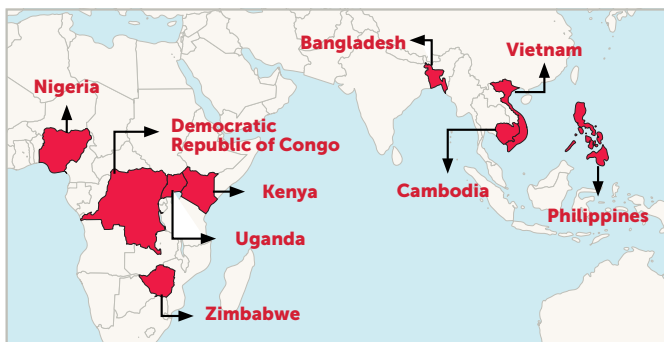 Bangladesh
Vietnam
Nigeria
Democratic
Republic of Congo
Kenya
Cambodia
Philippines
Uganda
Zimbabwe